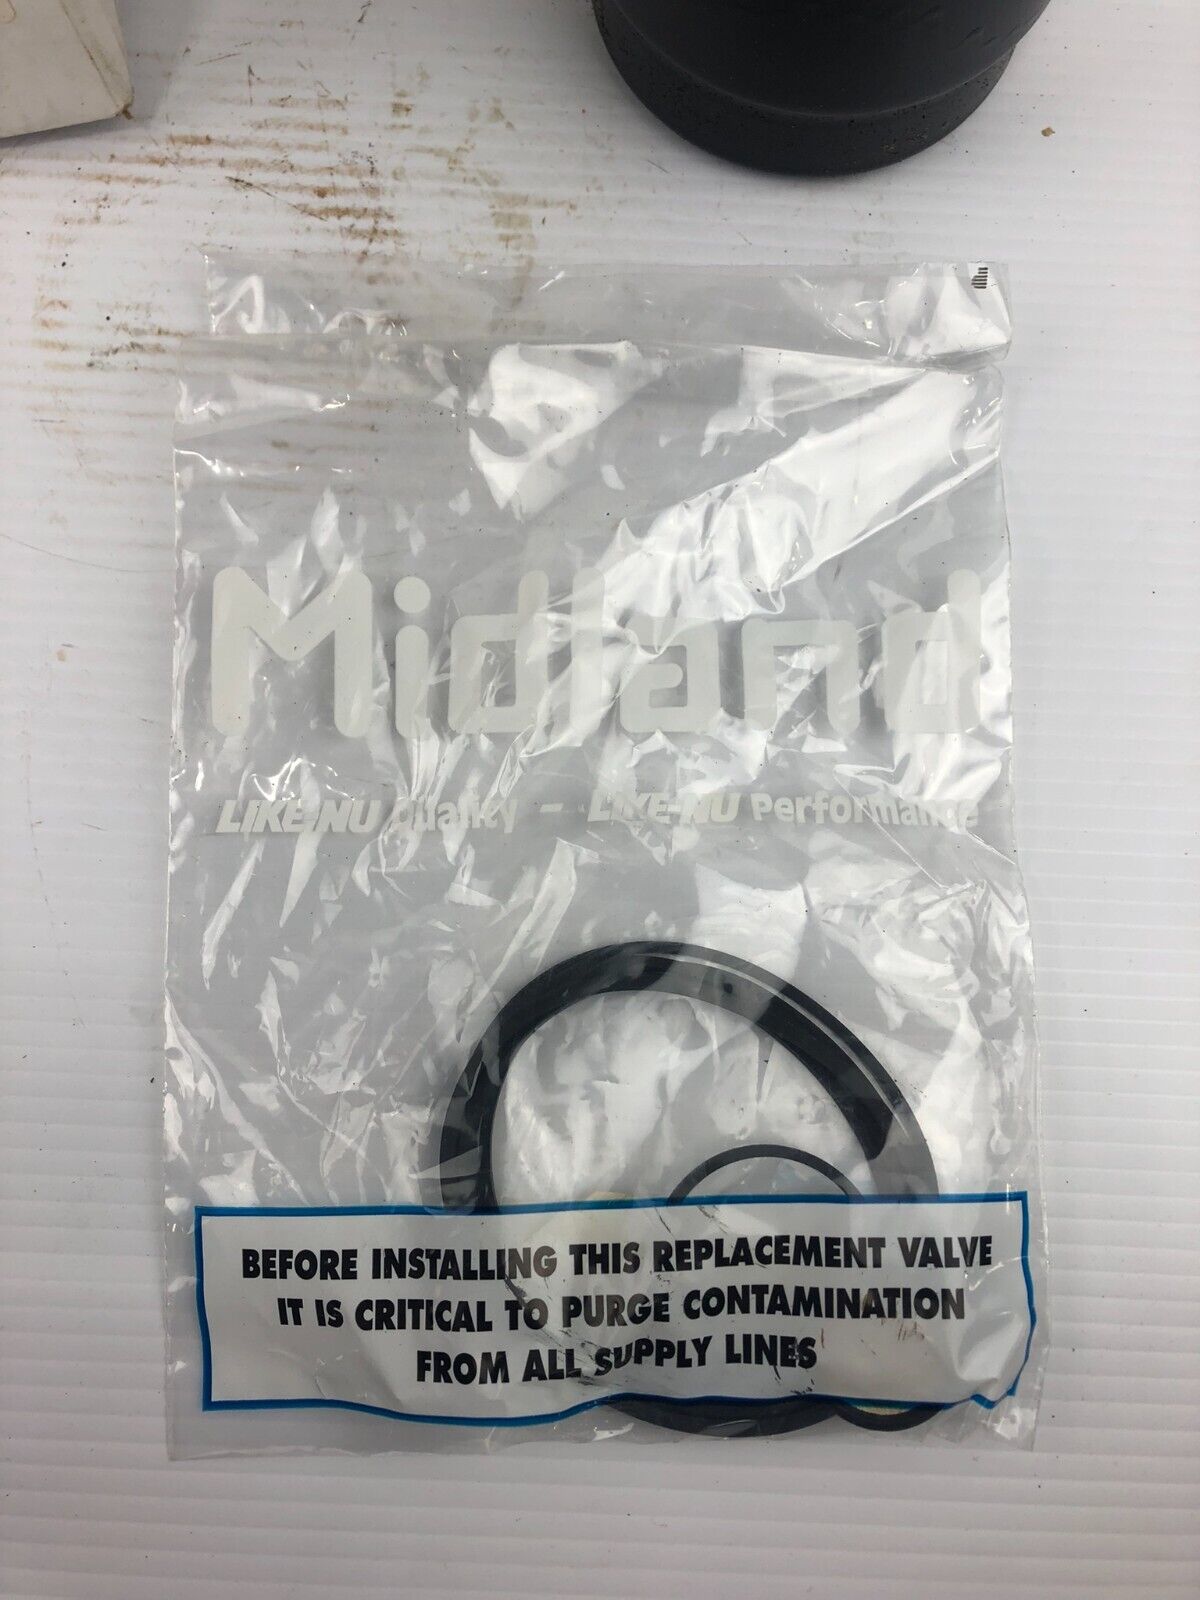 Midland
LIKE-NU Quality - LIKE-NU Performance
BEFORE INSTALLING THIS REPLACEMENT VALVE
IT IS CRITICAL TO PURGE CONTAMINATION
FROM ALL SUPPLY LINES